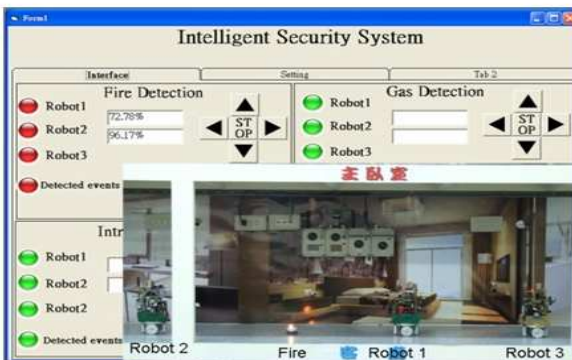 Form1
Intelligent Security System
Interface
Setting
Tab 2
Fire Detection
Robot1
72.78%
Robot2
96.17%
Robot3
Detected events
ST
OP
Gas Detection
Robot1
Robot2
Robot3
ST
OP
Intr
Robot1
Robot2
Robot2
Detected events
主臥室
Robot 2
Fire
客
Robot 1
Robot 3